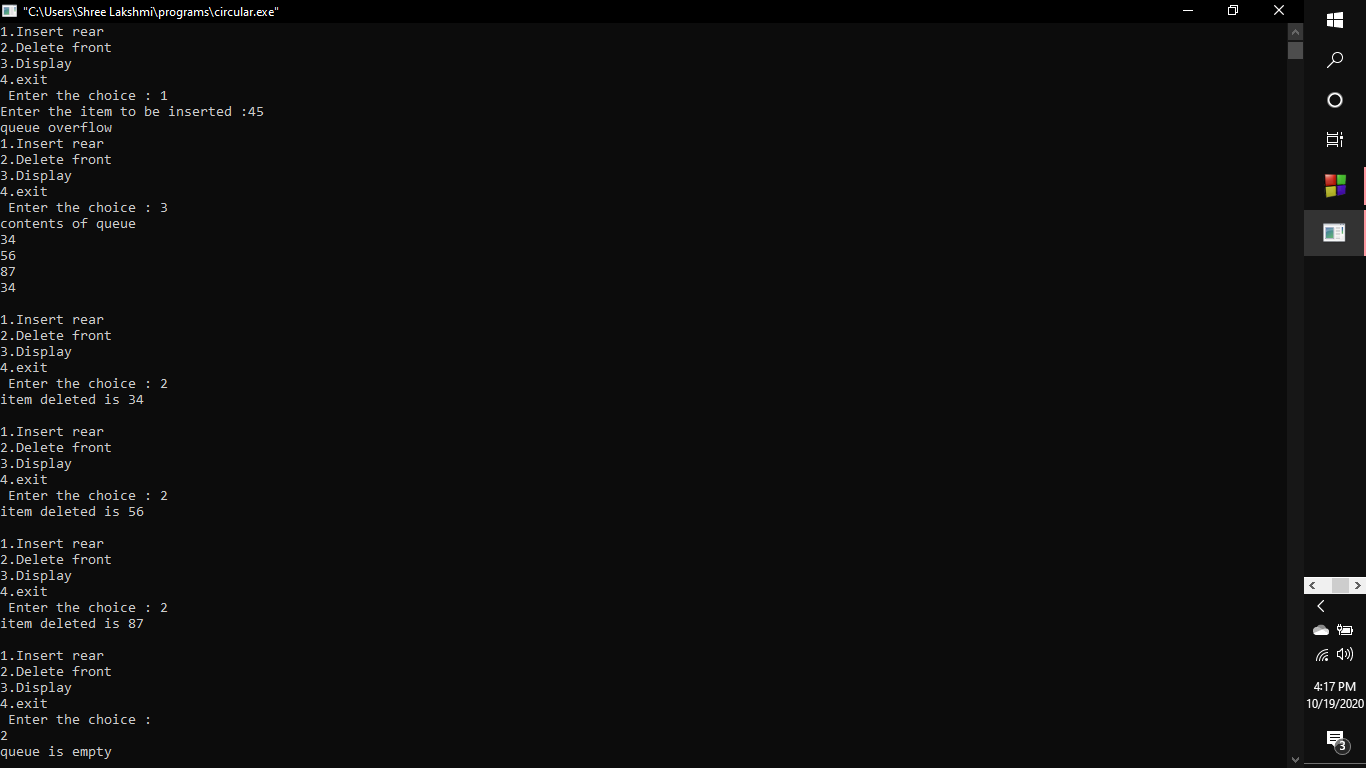 "C:\Users\Shree Lakshmi\programs\circular.exe"
1.Insert rear
2.Delete front
3.Display
4.exit
 Enter the choice : 1
Enter the item to be inserted :45
queue overflow
1.Insert rear
2.Delete front
3.Display
4.exit
 Enter the choice : 3
contents of queue
34
56
87
34

1.Insert rear
2.Delete front
3.Display
4.exit
 Enter the choice : 2
item deleted is 34

1.Insert rear
2.Delete front
3.Display
4.exit
 Enter the choice : 2
item deleted is 56

1.Insert rear
2.Delete front
3.Display
4.exit
 Enter the choice : 2
item deleted is 87

1.Insert rear
2.Delete front
3.Display
4.exit
 Enter the choice :
2
queue is empty
4:17 PM
10/19/2020
3